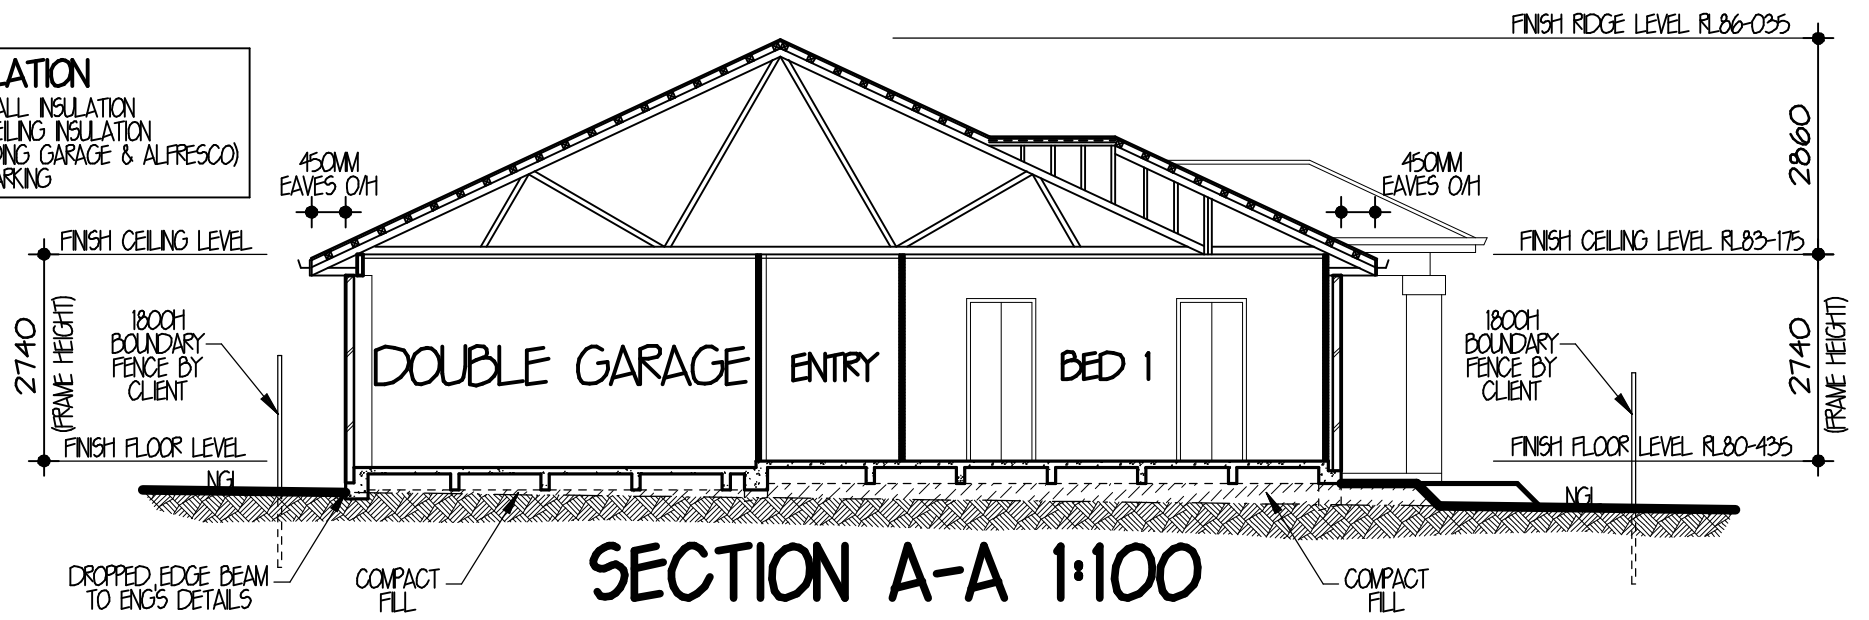 FINISH RIDGE LEVEL RL86-035
LATION
ALL INSULATION
EILING INSULATION
DING GARAGE & ALFRESCO)
ARKING
450MM
EAVES O/H
450MM
EAVES O/H
2860
FINISH CEILING LEVEL
FINISH CEILING LEVEL RL83-175
2740
(FRAME HEIGHT)
1800H
BOUNDARY
FENCE BY
CLIENT
DOUBLE GARAGE
ENTRY
BED 1
1800H
BOUNDARY
FENCE BY
CLIENT
2740
(FRAME HEIGHT)
FINISH FLOOR LEVEL
FINISH FLOOR LEVEL RL80-435
NGL
NGL
DROPPED EDGE BEAM
TO ENG'S DETAILS
COMPACT
FILL
SECTION A-A 1:100
COMPACT
FILL